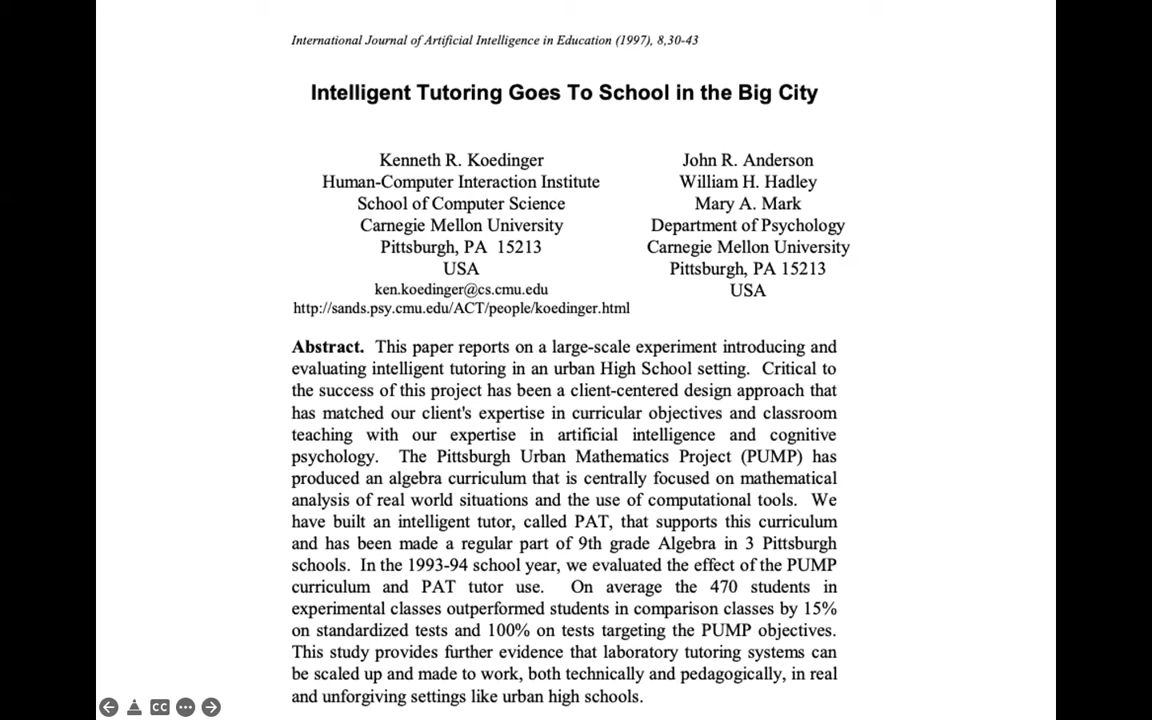 International Journal of Artificial Intelligence in Education (1997), 8,30-43
Intelligent Tutoring Goes To School in the Big City
Kenneth R. Koedinger
Human-Computer Interaction Institute
School of Computer Science
Carnegie Mellon University
Pittsburgh, PA 15213
USA
ken.koedinger@cs.cmu.edu
http://sands.psy.cmu.edu/ACT/people/koedinger.html
John R. Anderson
William H. Hadley
Mary A. Mark
Department of Psychology
Carnegie Mellon University
Pittsburgh, PA 15213
USA
Abstract. This paper reports on a large-scale experiment introducing and
evaluating intelligent tutoring in an urban High School setting. Critical to
the success of this project has been a client-centered design approach that
has matched our client's expertise in curricular objectives and classroom
teaching with our expertise in artificial intelligence and cognitive
psychology. The Pittsburgh Urban Mathematics Project (PUMP) has
produced an algebra curriculum that is centrally focused on mathematical
analysis of real world situations and the use of computational tools. We
have built an intelligent tutor, called PAT, that supports this curriculum
and has been made a regular part of 9th grade Algebra in 3 Pittsburgh
schools. In the 1993-94 school year, we evaluated the effect of the PUMP
curriculum and PAT tutor use. On average the 470 students in
experimental classes outperformed students in comparison classes by 15%
on standardized tests and 100% on tests targeting the PUMP objectives.
This study provides further evidence that laboratory tutoring systems can
be scaled up and made to work, both technically and pedagogically, in real
and unforgiving settings like urban high schools.
CC